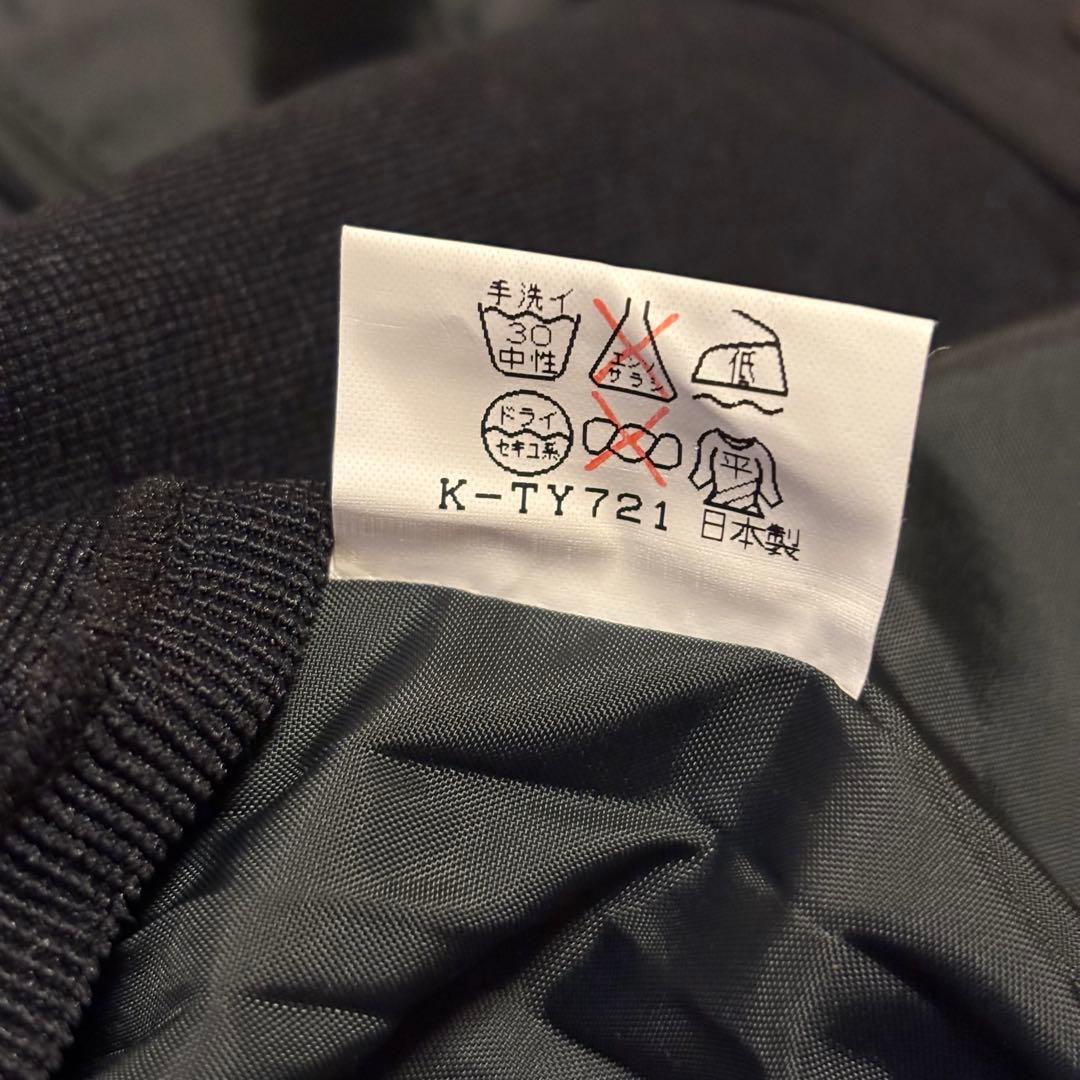 手洗イ
30
中性
エンソ
サラシ
低
ドライ
セキユ系
平
K-TY721
日本製